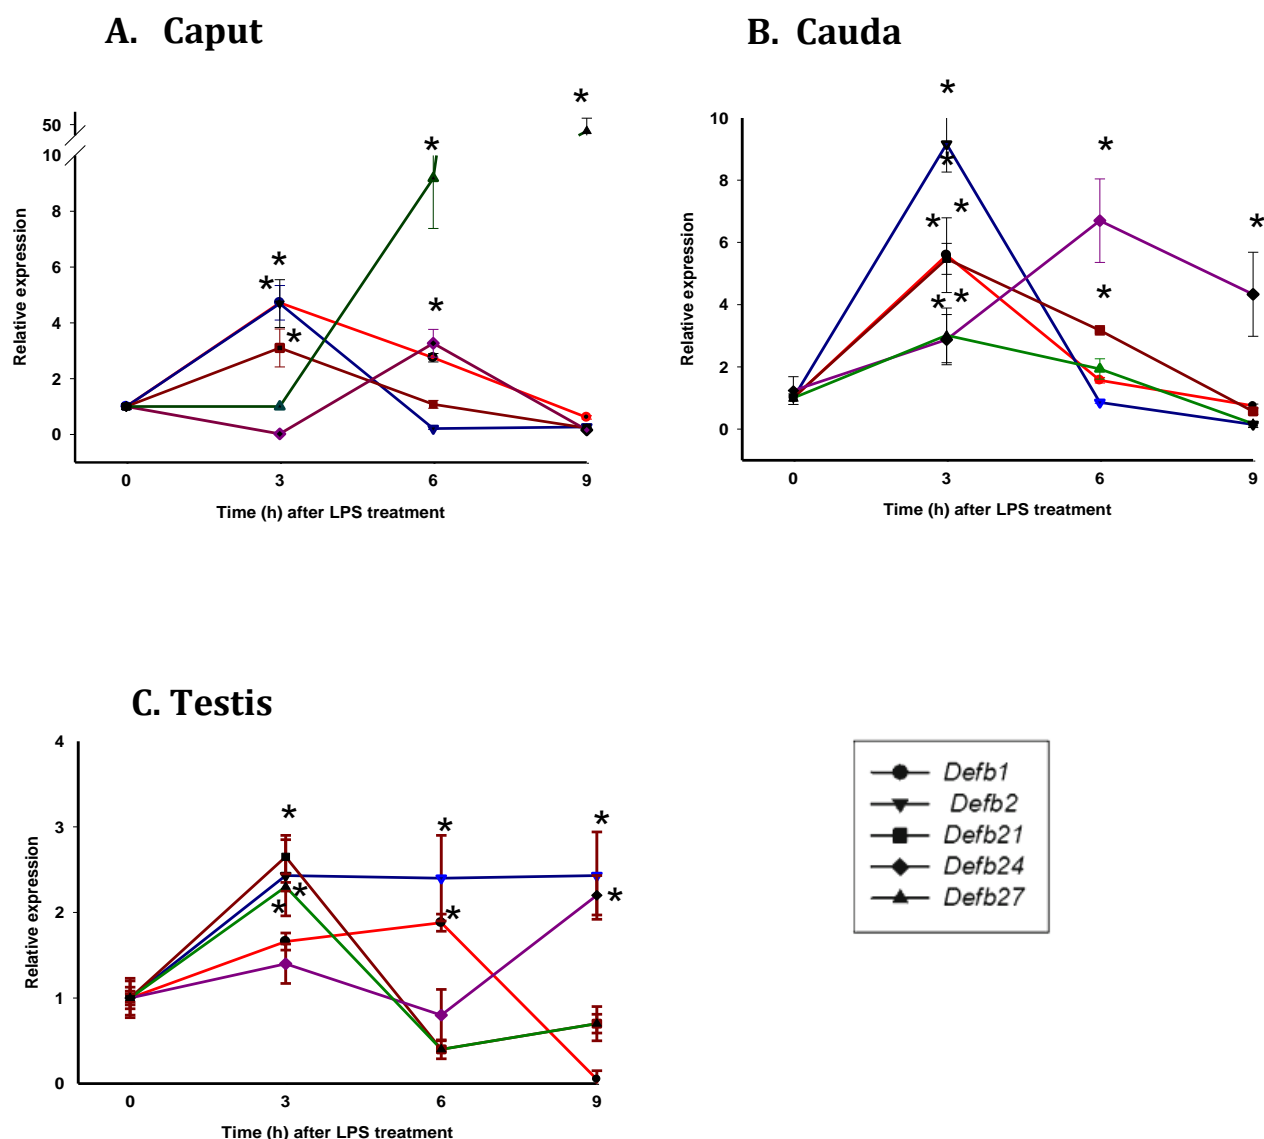 A. Caput
B. Cauda
50
10
8
6
4
2
0
Relative expression
0 3 6 9
Time (h) after LPS treatment
* * * * * *
10
8
6
4
2
0
Relative expression
0 3 6 9
Time (h) after LPS treatment
* * * * * * * * *
C. Testis
4
3
2
1
0
Relative expression
0 3 6 9
Time (h) after LPS treatment
* * * * * * *
Defb1
Defb2
Defb21
Defb24
Defb27